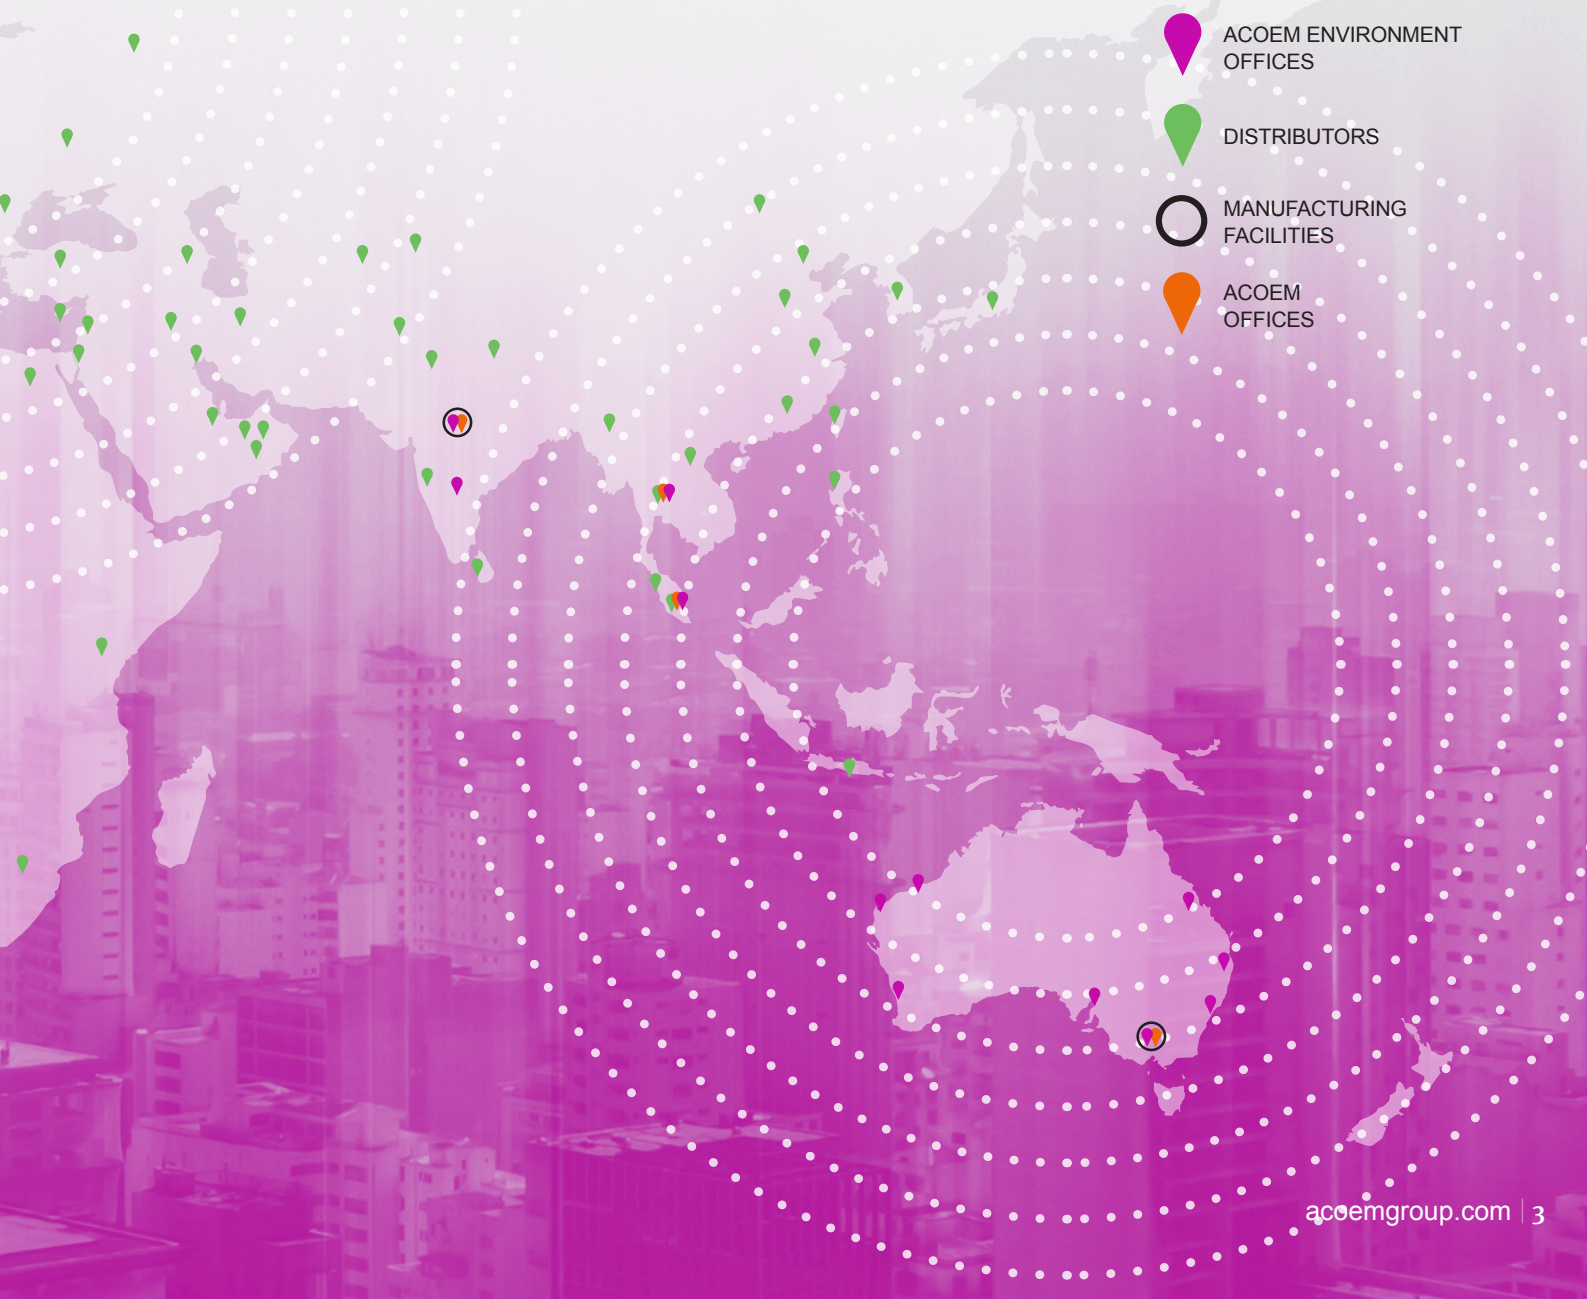 ACOEM ENVIRONMENT
OFFICES
DISTRIBUTORS
MANUFACTURING
FACILITIES
ACOEM
OFFICES
acoemgroup.com | 3